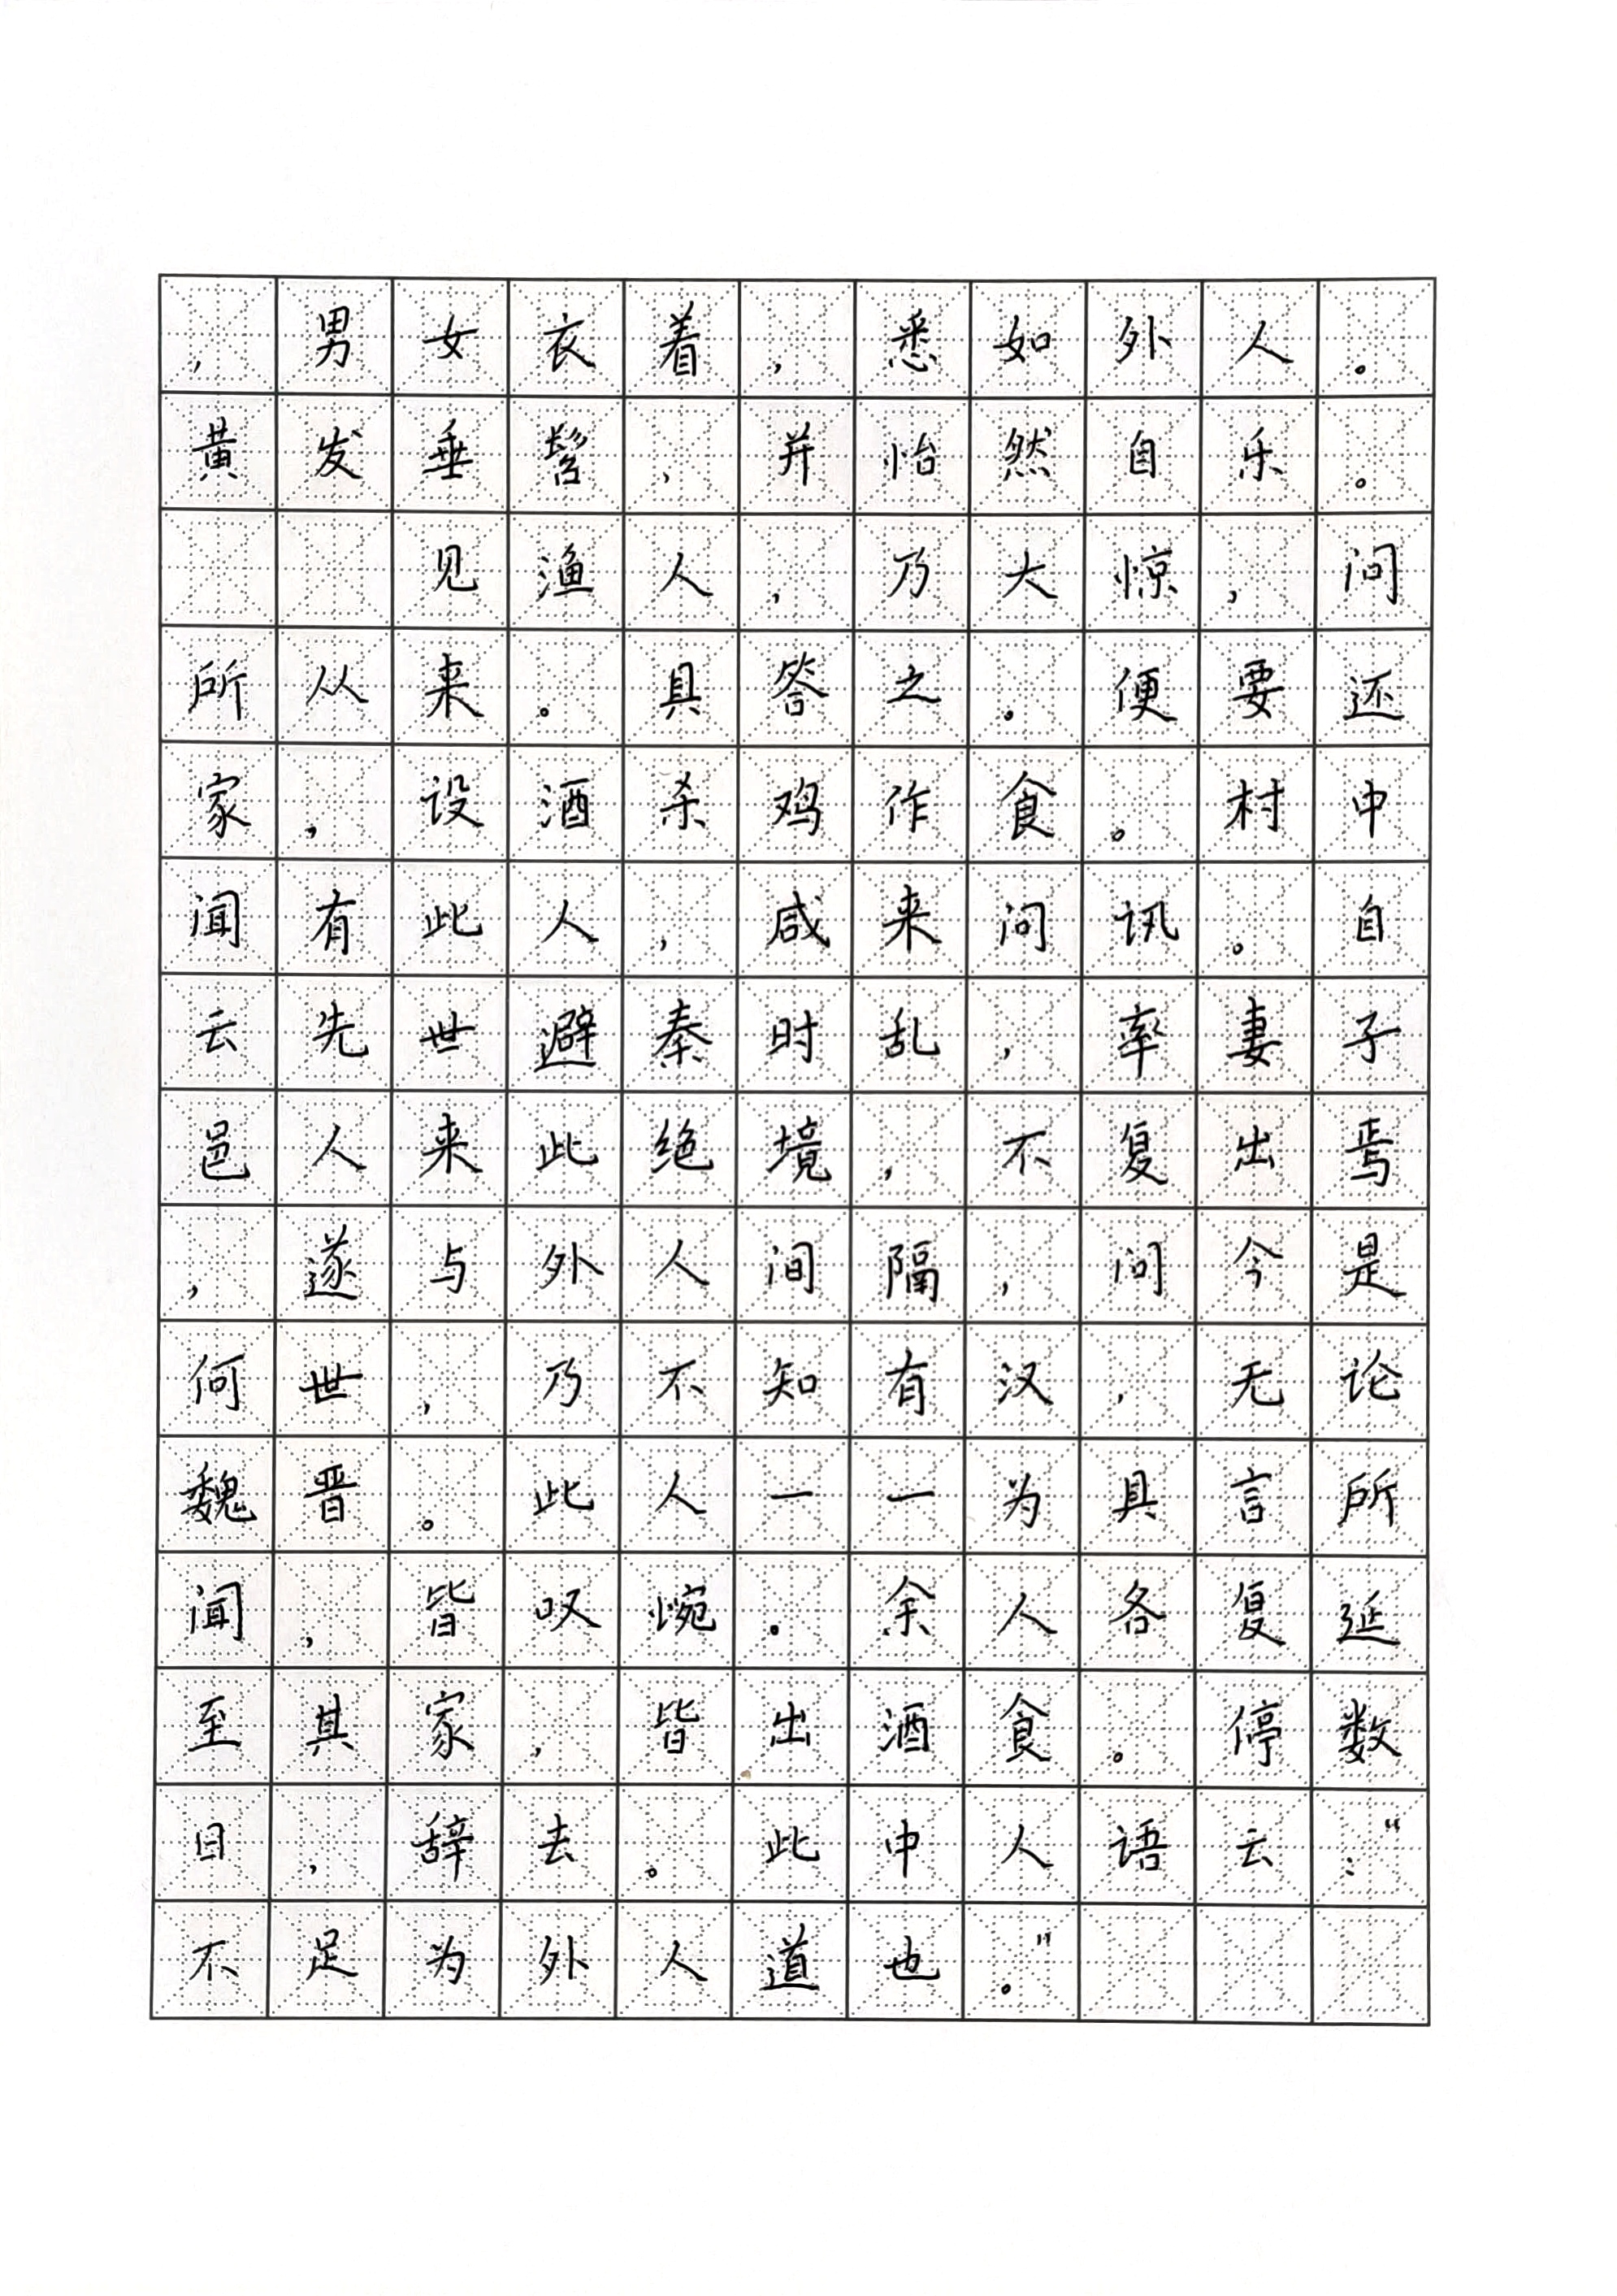 ，男女衣着，悉如外人。
黄发垂髫，并怡然自乐。
见渔人，乃大惊，问
所从来。具答之。便要还
家，设酒杀鸡作食。村中
闻有此人，咸来问讯。自
云先世避秦时乱，率妻子
邑人来此绝境，不复出焉
，遂与外人间隔，问今是
何世，乃不知有汉，无论
魏晋。此人一一为具言所
闻，皆叹惋。余人各复延
至其家，皆出酒食。停数
日，辞去。此中人语云：“
不足为外人道也。”